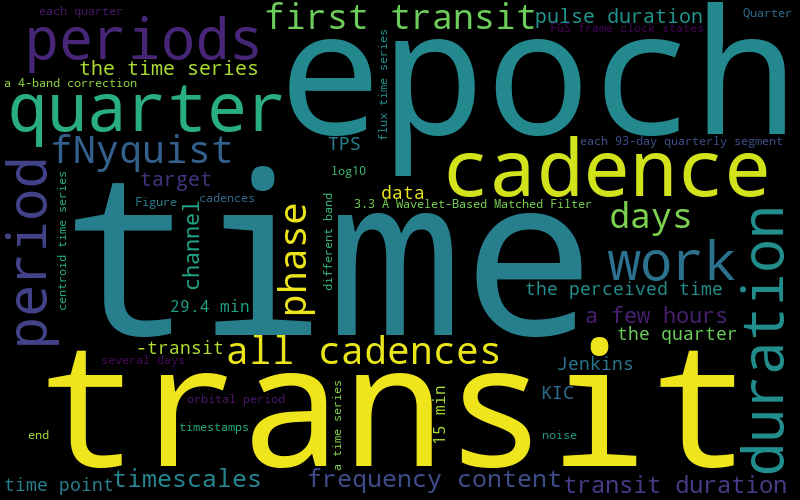 each quarter
first transit
pulse duration
Quarter
periods
epoch
FGS frame clock states
the time series
flux time series
a 4-band correction
quarter
fNyquist
TPS
each 93-day quarterly segment
cadence
log10
target
data
period
centroid time series
Figure
cadences
3.3 A Wavelet-Based Matched Filter
different band
time
channel
phase
days
duration
work
the perceived time
29.4 min
a few hours
the quarter
-transit
all cadences
several days
Jenkins
transit
KIC
a time series
15 min
orbital period
end
timestamps
noise
time point
timescales
frequency content
transit duration